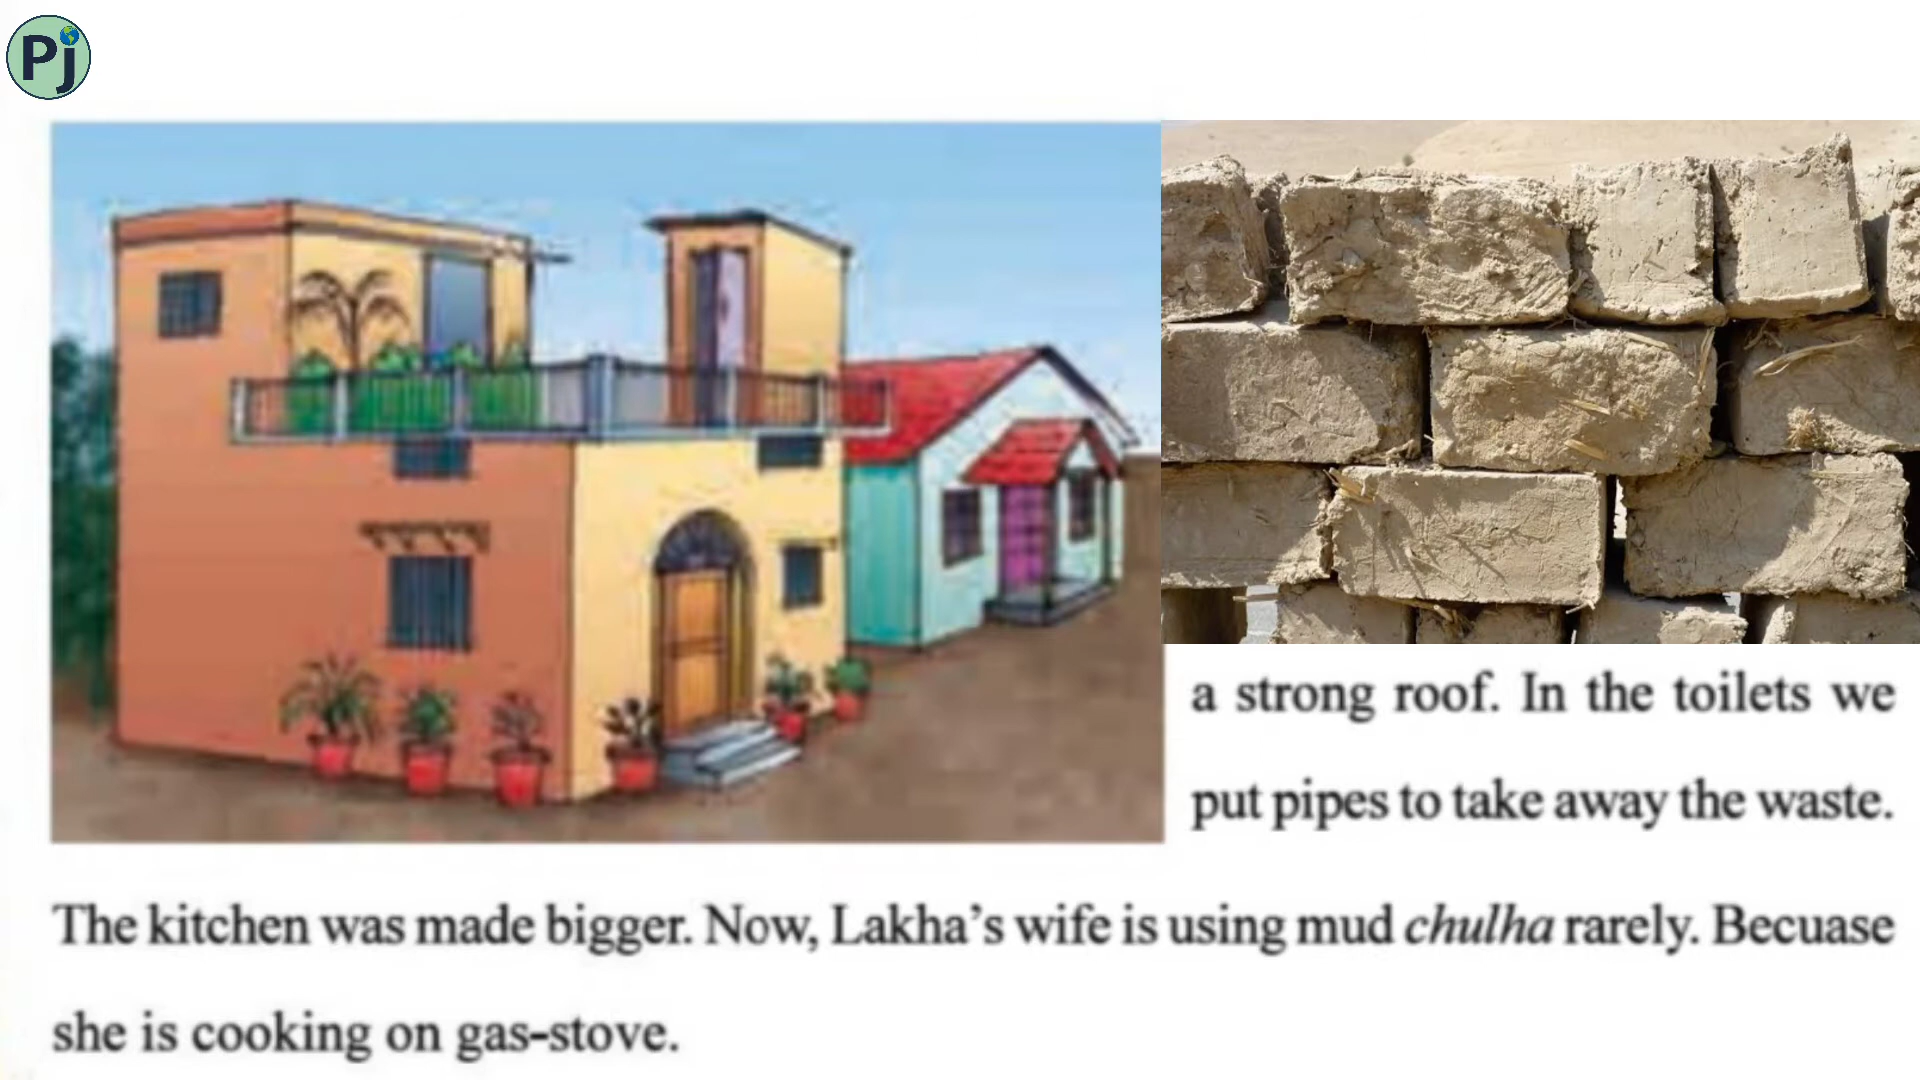 Pj
a strong roof. In the toilets we
put pipes to take away the waste.
The kitchen was made bigger. Now, Lakha's wife is using mud chulha rarely. Becuase
she is cooking on gas-stove.